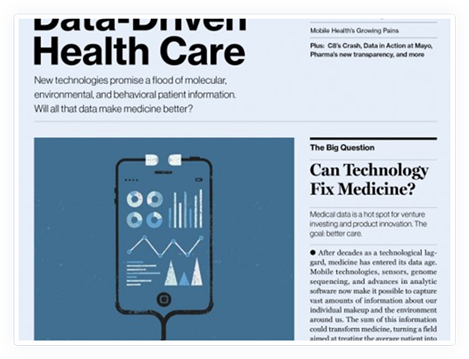 Data-Driven
Health Care
New technologies promise a flood of molecular,
environmental, and behavioral patient information.
Will all that data make medicine better?
Mobile Health's Growing Pains
Plus: C8's Crash, Data in Action at Mayo,
Pharma's new transparency, and more
The Big Question
Can Technology
Fix Medicine?
Medical data is a hot spot for venture
investing and product innovation. The
goal: better care.
● After decades as a technological lag-
gard, medicine has entered its data age.
Mobile technologies, sensors, genome
sequencing, and advances in analytic
software now make it possible to capture
vast amounts of information about our
individual makeup and the environment
around us. The sum of this information
could transform medicine, turning a field
aimed at treating the average patient into